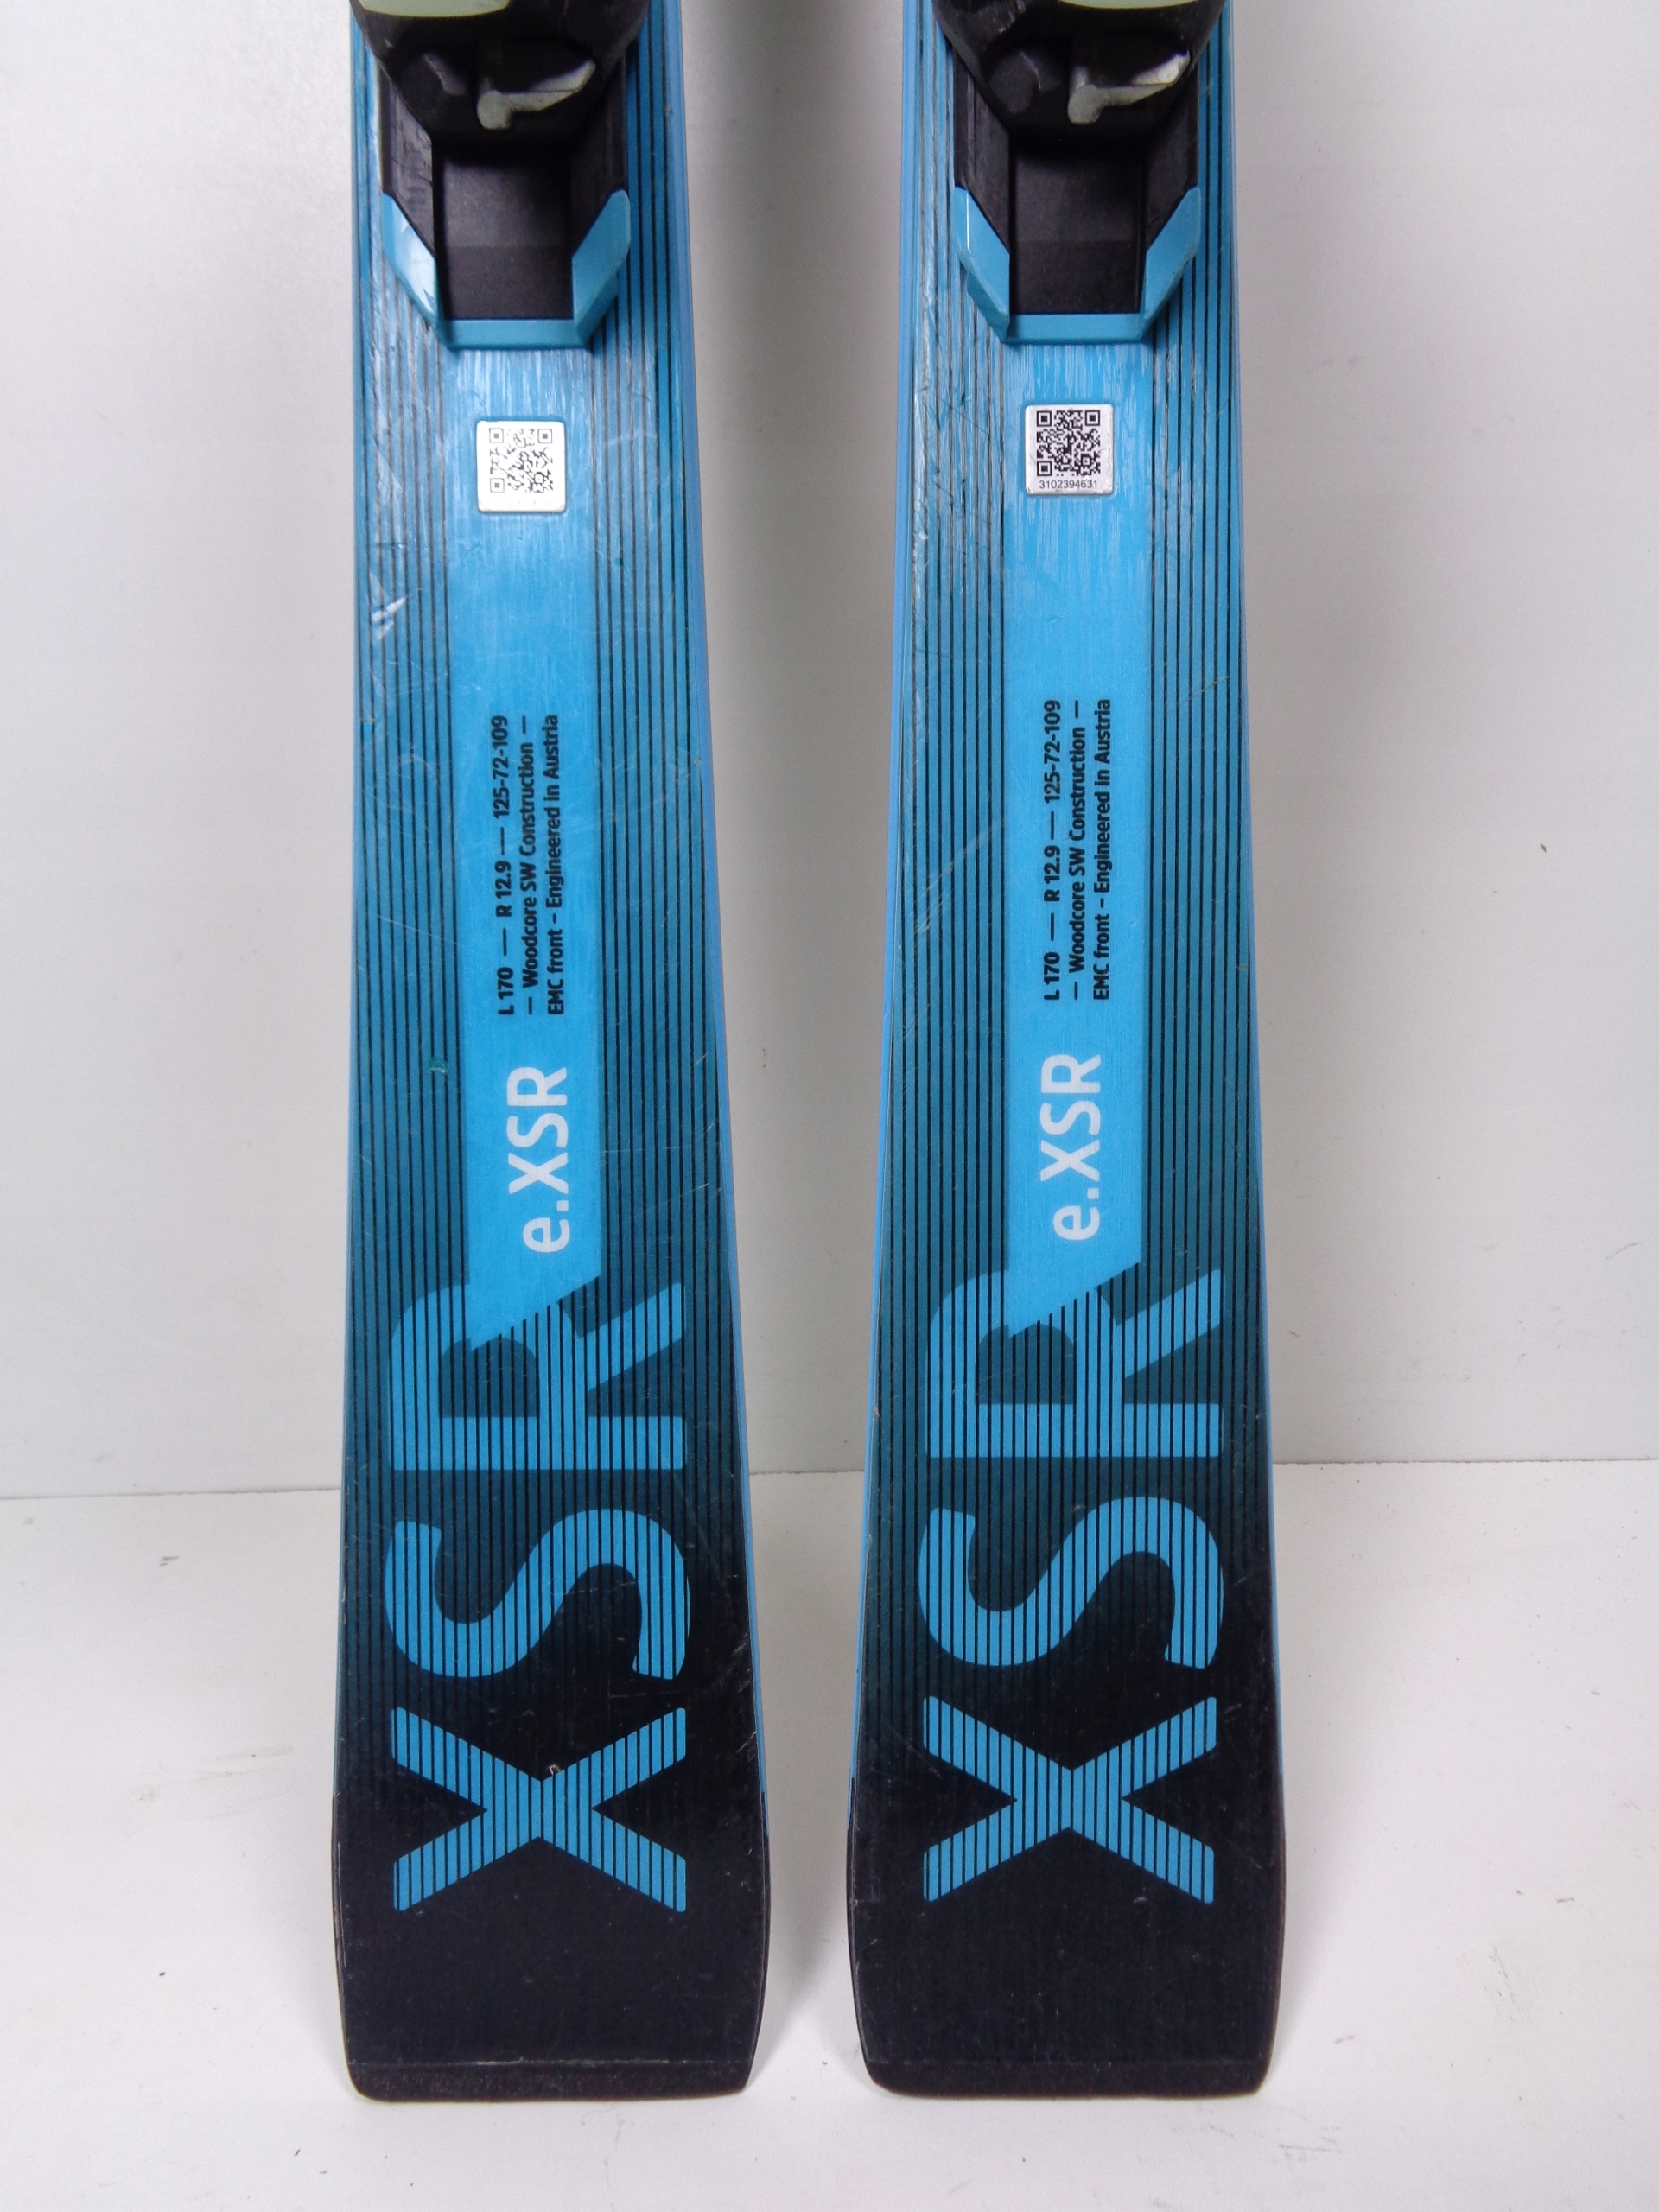 L 170 — R 12.9 — 125-72-109
— Woodcore SW Construction —
EMC front - Engineered in Austria
e.XSR
XSR
3102394631
L 170 — R 12.9 — 125-72-109
— Woodcore SW Construction —
EMC front - Engineered in Austria
e.XSR
XSR